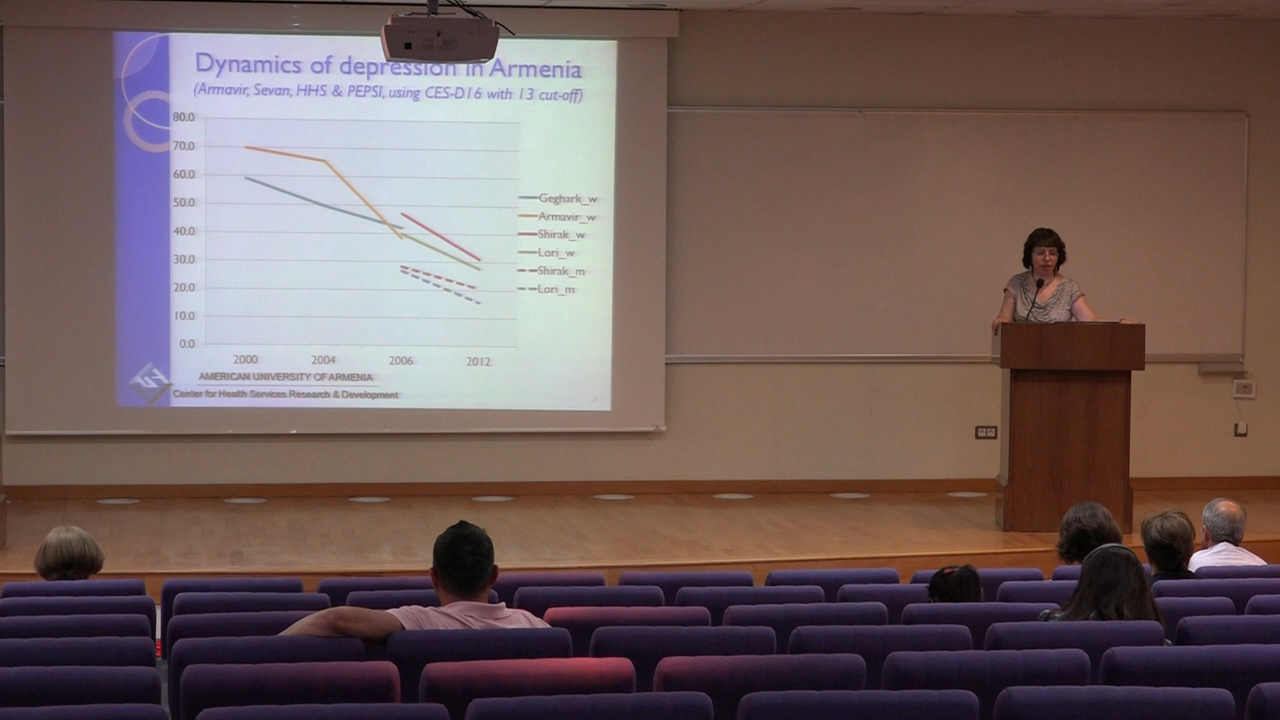 Dynamics of depression in Armenia
(Armavir, Sevan, HHS & PEPSI, using CES-D16 with 13 cut-off)
80.0
70.0
60.0
50.0
40.0
30.0
20.0
10.0
0.0
2000 2004 2006 2012
Geghark_w
Armavir_w
Shirak_w
Lori_w
Shirak_m
Lori_m
AMERICAN UNIVERSITY OF ARMENIA
Center for Health Services Research & Development